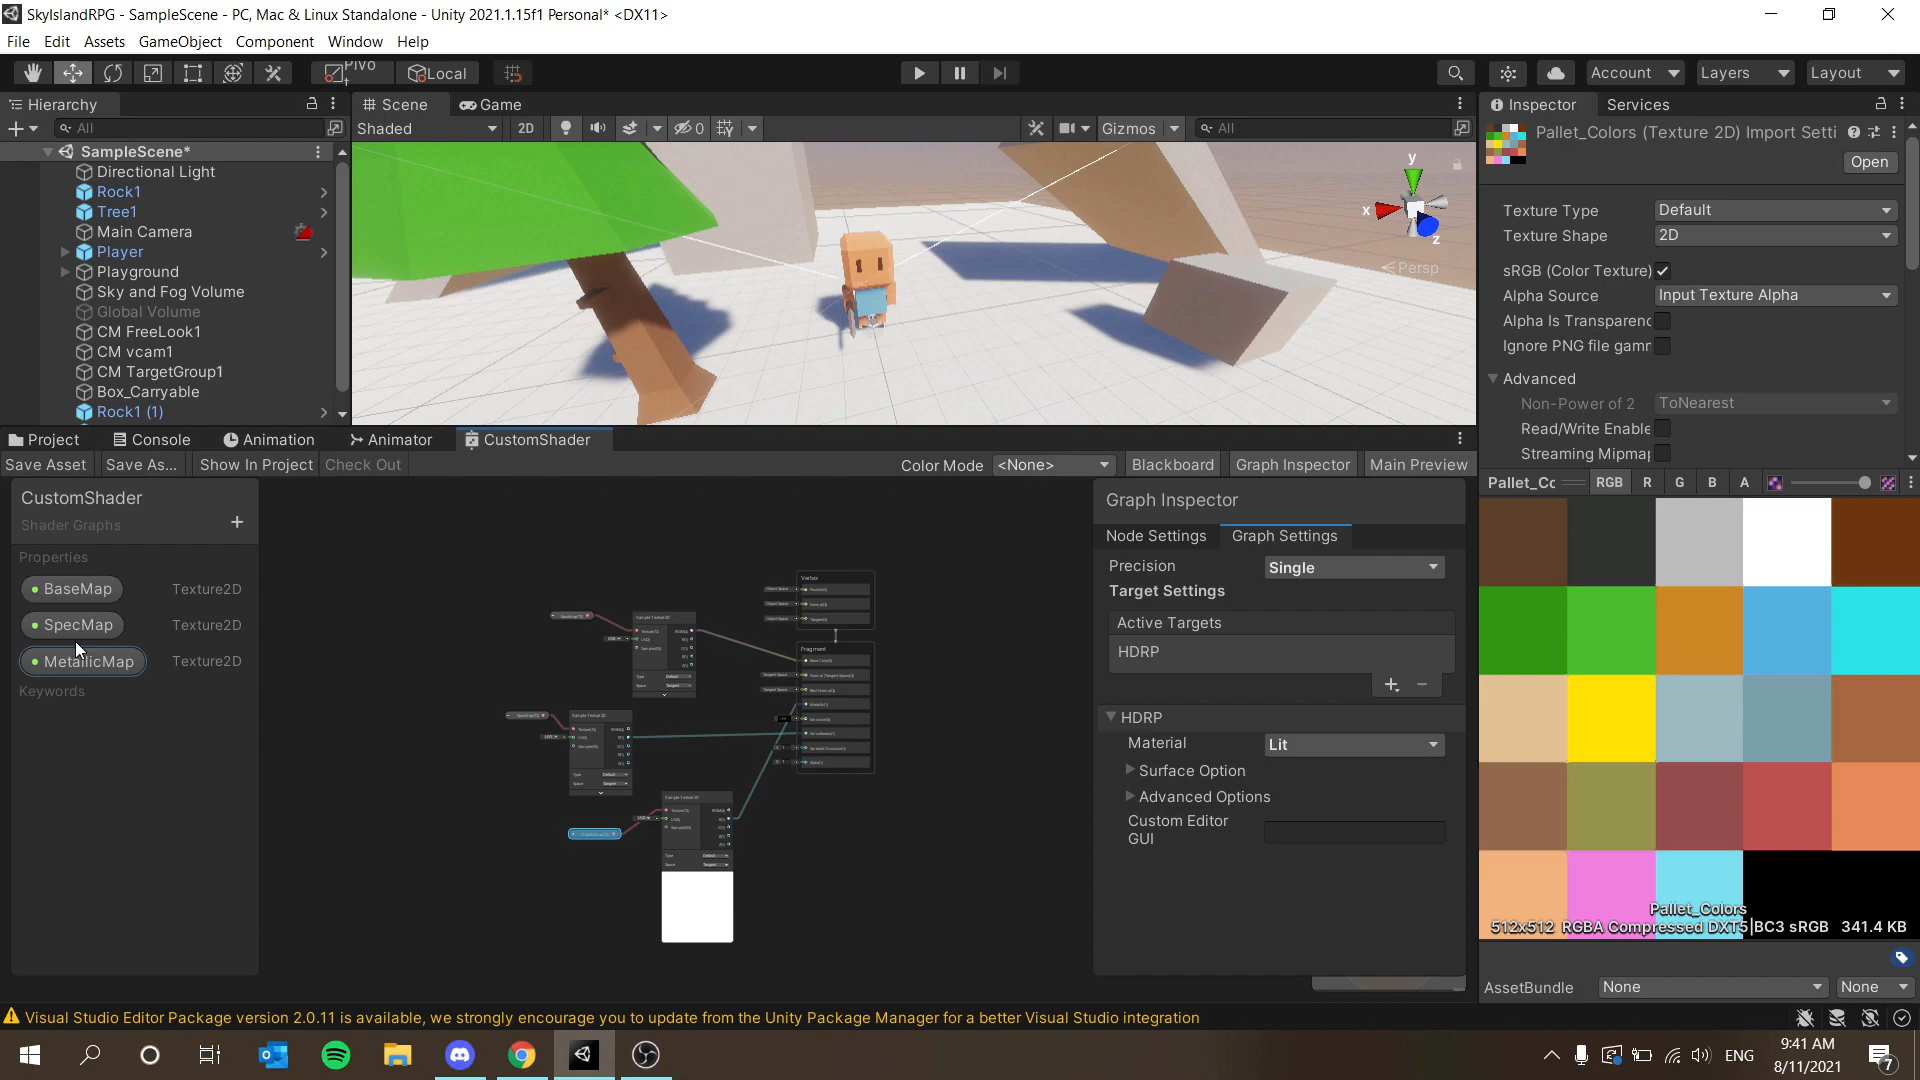 SkyIslandRPG - SampleScene - PC, Mac & Linux Standalone - Unity 2021.1.15f1 Personal* <DX11>
File Edit Assets GameObject Component Window Help
Local
Account Layers Layout
Hierarchy
All
SampleScene*
Directional Light
Rock1
Tree1
Main Camera
Player
Playground
Sky and Fog Volume
Global Volume
CM FreeLook1
CM vcam1
CM TargetGroup1
Box_Carryable
Rock1 (1)
Scene Game
Shaded 2D 0 Gizmos All
y
x
z
Persp
Inspector Services
Pallet_Colors (Texture 2D) Import Setti
Open
Texture Type Default
Texture Shape 2D
sRGB (Color Texture)
Alpha Source Input Texture Alpha
Alpha Is Transparenc
Ignore PNG file gamm
Advanced
Non-Power of 2 ToNearest
Read/Write Enable
Streaming Mipma
Project Console Animation Animator CustomShader
Save Asset Save As... Show In Project Check Out Color Mode <None> Blackboard Graph Inspector Main Preview
CustomShader
Shader Graphs
Properties
BaseMap Texture2D
SpecMap Texture2D
MetallicMap Texture2D
Keywords
Vertex
Fragment
Graph Inspector
Node Settings Graph Settings
Precision Single
Target Settings
Active Targets
HDRP
HDRP
Material Lit
Surface Option
Advanced Options
Custom Editor
GUI
Pallet_Cc RGB R G B A
Pallet_Colors
512x512 RGBA Compressed DXT5|BC3 sRGB 341.4 KB
AssetBundle None None
Visual Studio Editor Package version 2.0.11 is available, we strongly encourage you to update from the Unity Package Manager for a better Visual Studio integration
ENG
9:41 AM
8/11/2021
7